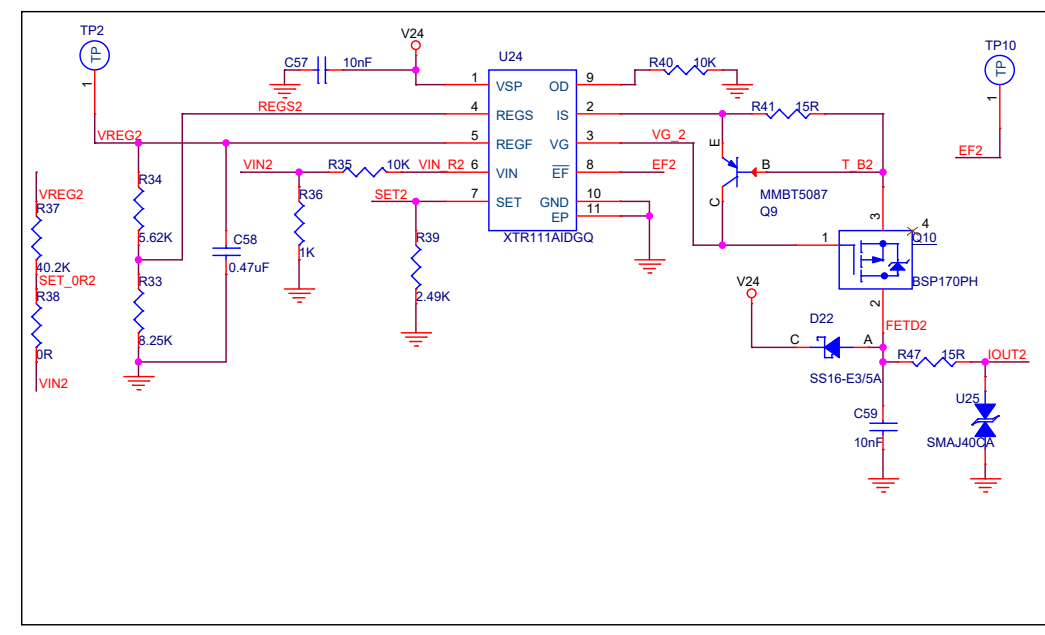 TP2
TP
1
V24
C57 10nF
U24
R40 10K
TP10
TP
1
1 VSP OD 9
REGS2 4 REGS IS 2
R41 15R
VREG2 5 REGF VG 3 VG_2
VIN2 R35 10K VIN_R2 6 VIN EF 8 EF2
E B T_B2 EF2
SET2 7 SET GND 10
EP 11
C MMBT5087
Q9
VREG2
R37
R34
R36
XTR111AIDGQ
3 4
1 Q10
5.62K C58 1K R39
40.2K 0.47uF
SET_0R2
R38 R33 2.49K
V24 BSP170PH
2
D22 FETD2
0R 8.25K
C A R47 15R IOUT2
VIN2
SS16-E3/5A
U25
C59
10nF SMAJ40CA